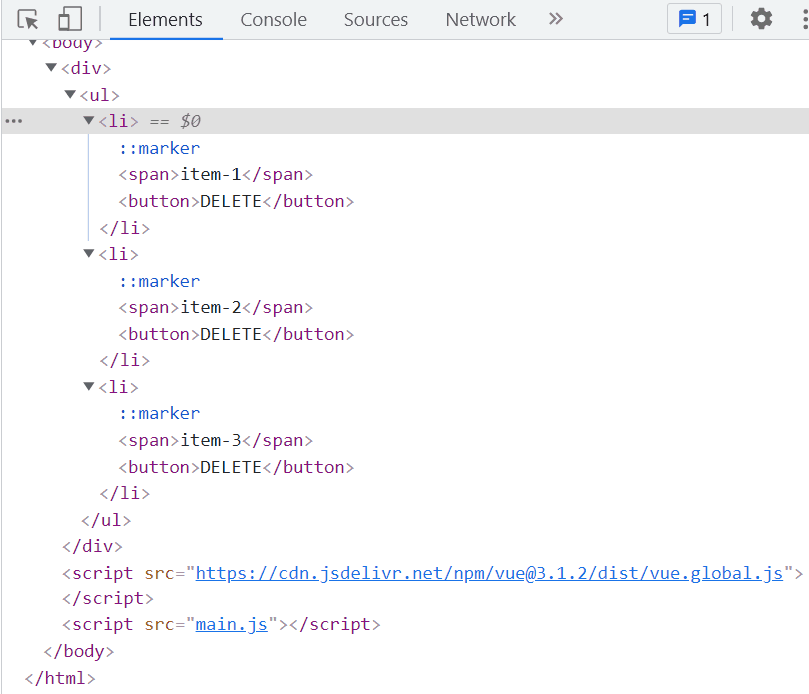 Elements Console Sources Network » 1
<body>
<div>
<ul>
<li> == $0
::marker
<span>item-1</span>
<button>DELETE</button>
</li>
<li>
::marker
<span>item-2</span>
<button>DELETE</button>
</li>
<li>
::marker
<span>item-3</span>
<button>DELETE</button>
</li>
</ul>
</div>
<script src="https://cdn.jsdelivr.net/npm/vue@3.1.2/dist/vue.global.js">
</script>
<script src="main.js"></script>
</body>
</html>